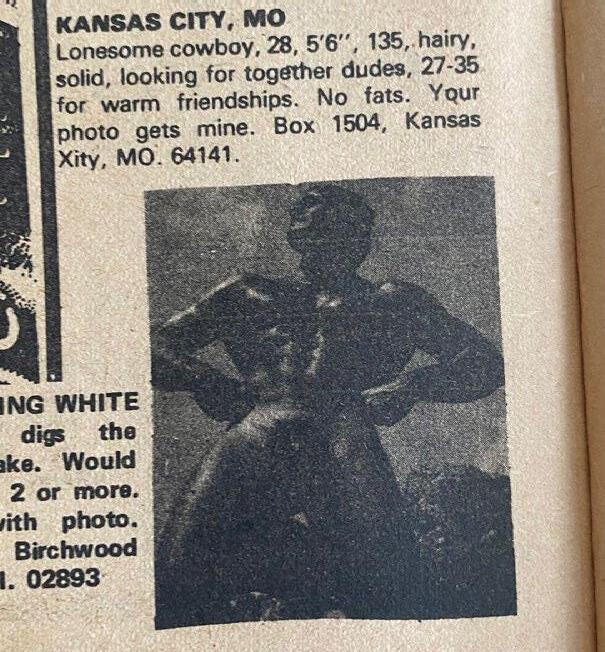 KANSAS CITY, MO
Lonesome cowboy, 28, 5'6'', 135, hairy,
solid, looking for together dudes, 27-35
for warm friendships. No fats. Your
photo gets mine. Box 1504, Kansas
Xity, MO. 64141.
ING WHITE
digs the
ake. Would
2 or more.
with photo.
Birchwood
I. 02893